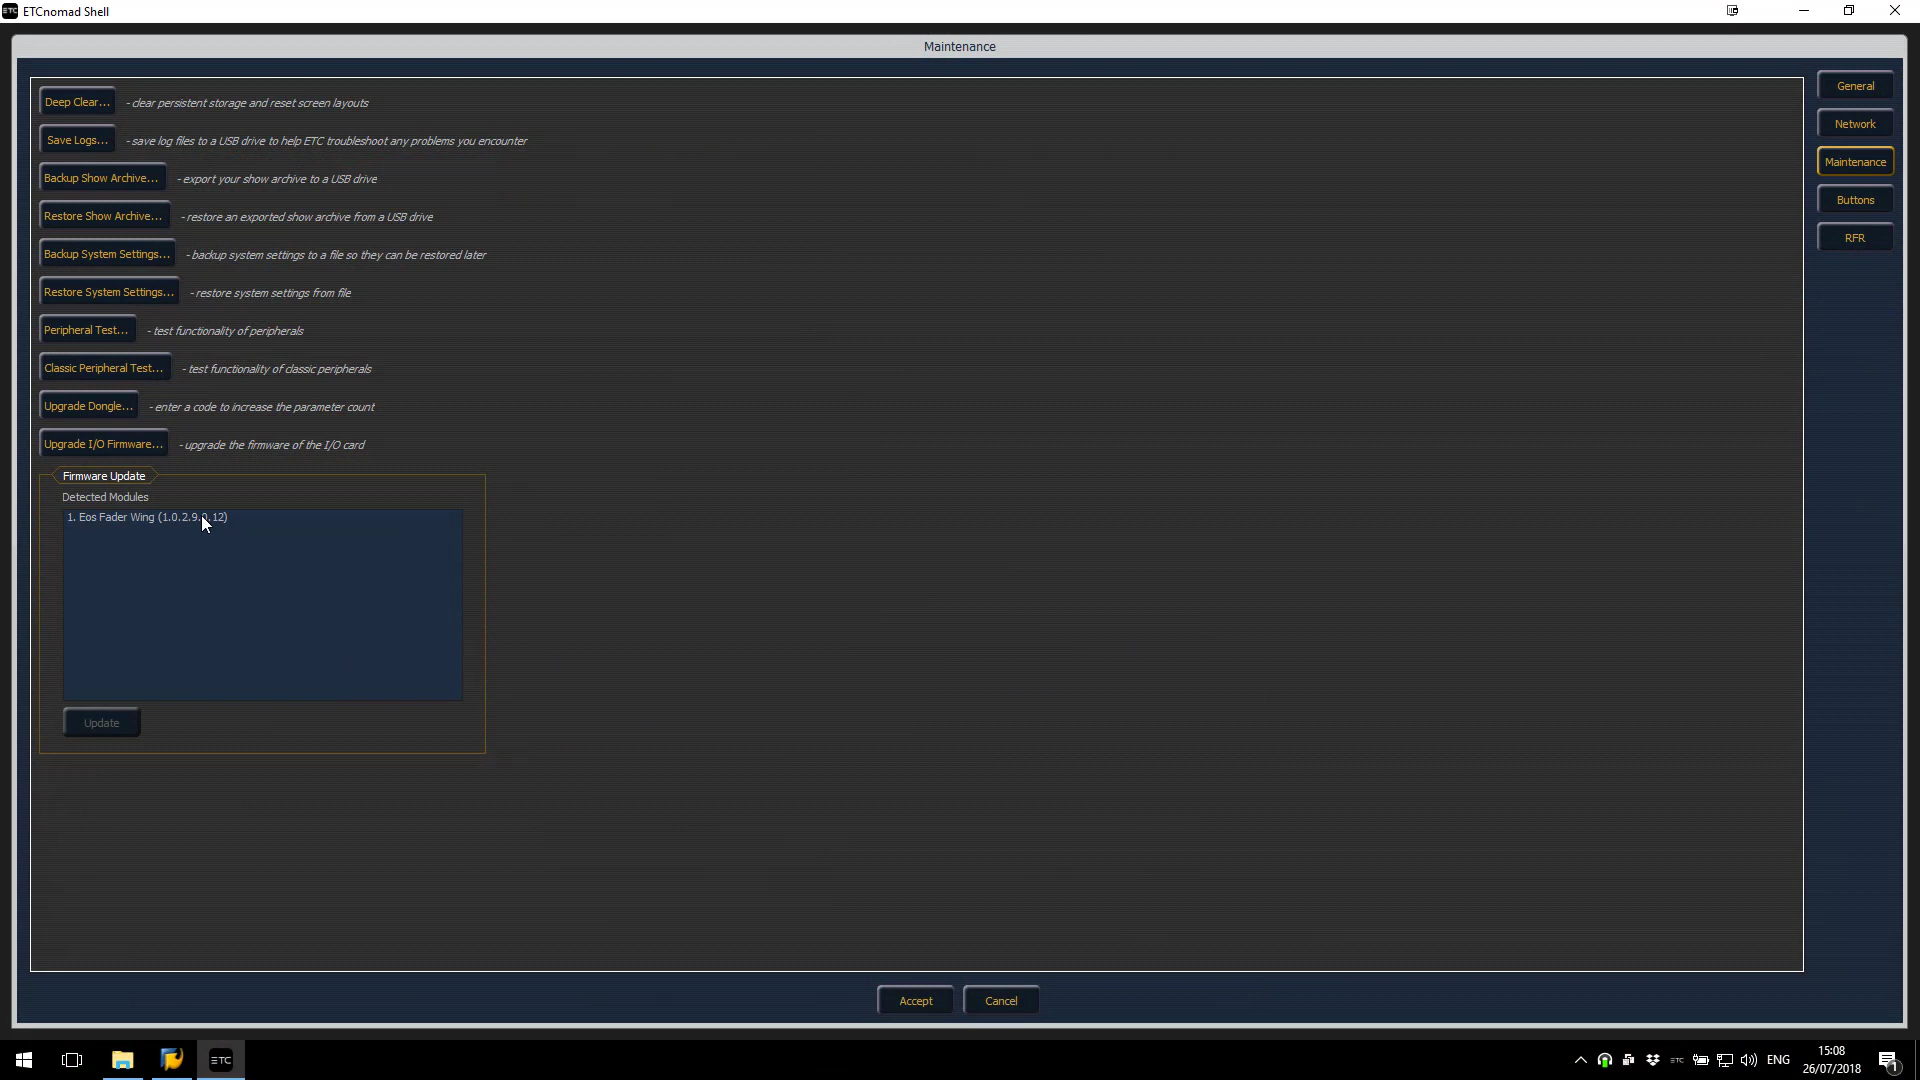 ETCnomad Shell
Maintenance
Deep Clear... - clear persistent storage and reset screen layouts
Save Logs... - save log files to a USB drive to help ETC troubleshoot any problems you encounter
Backup Show Archive... - export your show archive to a USB drive
Restore Show Archive... - restore an exported show archive from a USB drive
Backup System Settings... - backup system settings to a file so they can be restored later
Restore System Settings... - restore system settings from file
Peripheral Test... - test functionality of peripherals
Classic Peripheral Test... - test functionality of classic peripherals
Upgrade Dongle... - enter a code to increase the parameter count
Upgrade I/O Firmware... - upgrade the firmware of the I/O card
Firmware Update
Detected Modules
1. Eos Fader Wing (1.0.2.9.0.12)
Update
General
Network
Maintenance
Buttons
RFR
Accept
Cancel
ETC
ETC
ENG
15:08
26/07/2018
1